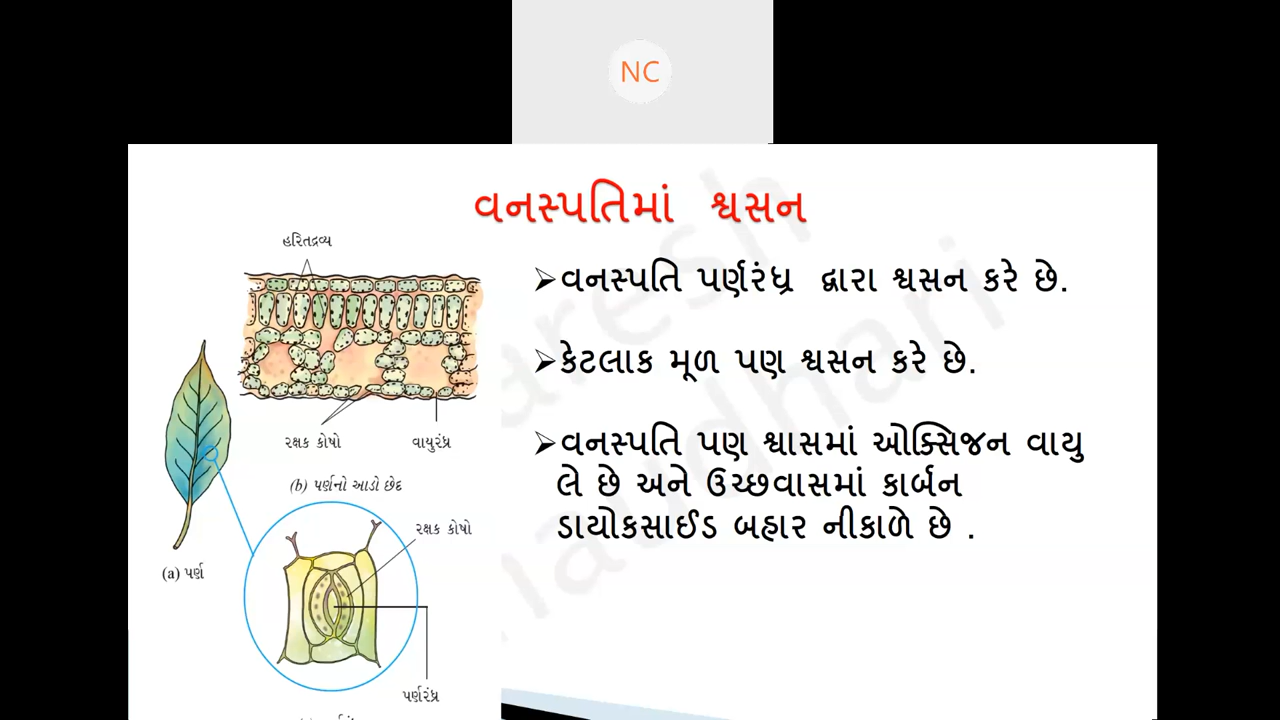 NC
વનસ્પતિમાં શ્વસન
હરિતદ્રવ્ય
રક્ષક કોષો
વાયુરંધ્ર
(b) પર્ણનો આડો છેદ
(a) પર્ણ
રક્ષક કોષો
પર્ણરંધ્ર
➢વનસ્પતિ પર્ણરંધ્ર દ્વારા શ્વસન કરે છે.
➢કેટલાક મૂળ પણ શ્વસન કરે છે.
➢વનસ્પતિ પણ શ્વાસમાં ઓક્સિજન વાયુ
લે છે અને ઉચ્છવાસમાં કાર્બન
ડાયોકસાઈડ બહાર નીકાળે છે .